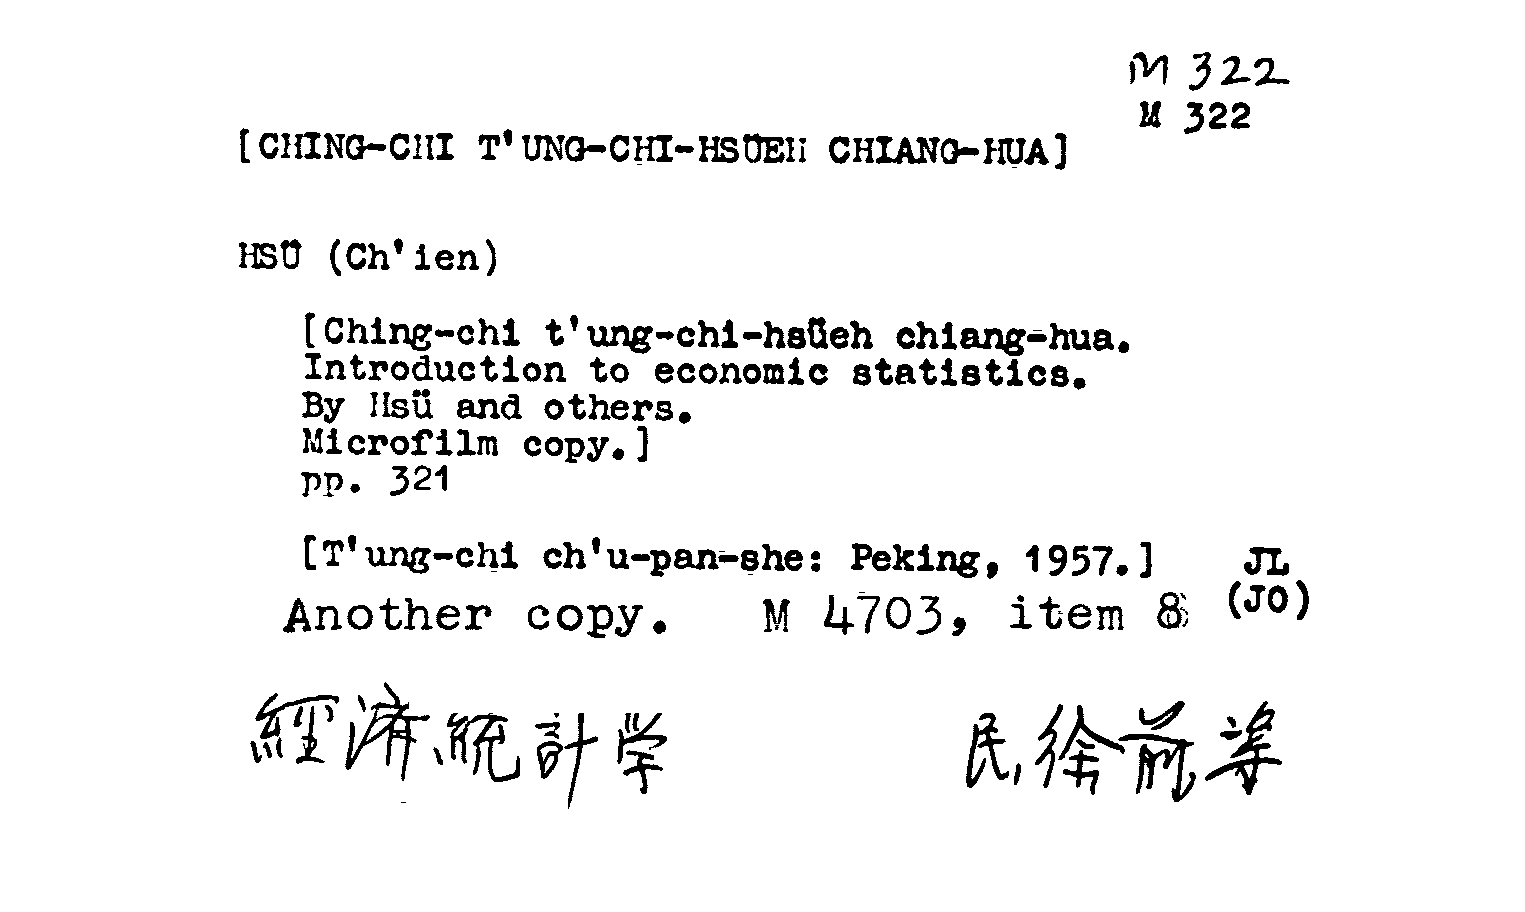 M 322
M 322
[CHING-CHI T'UNG-CHI-HSÜEH CHIANG-HUA]
HSÜ (Ch'ien)
[Ching-chi t'ung-chi-hsüeh chiang-hua.
Introduction to economic statistics.
By Hsü and others.
Microfilm copy.]
pp. 321
[T'ung-chi ch'u-pan-she: Peking, 1957.] JL
(JO)
Another copy. M 4703, item 8
經濟統計学 徐前